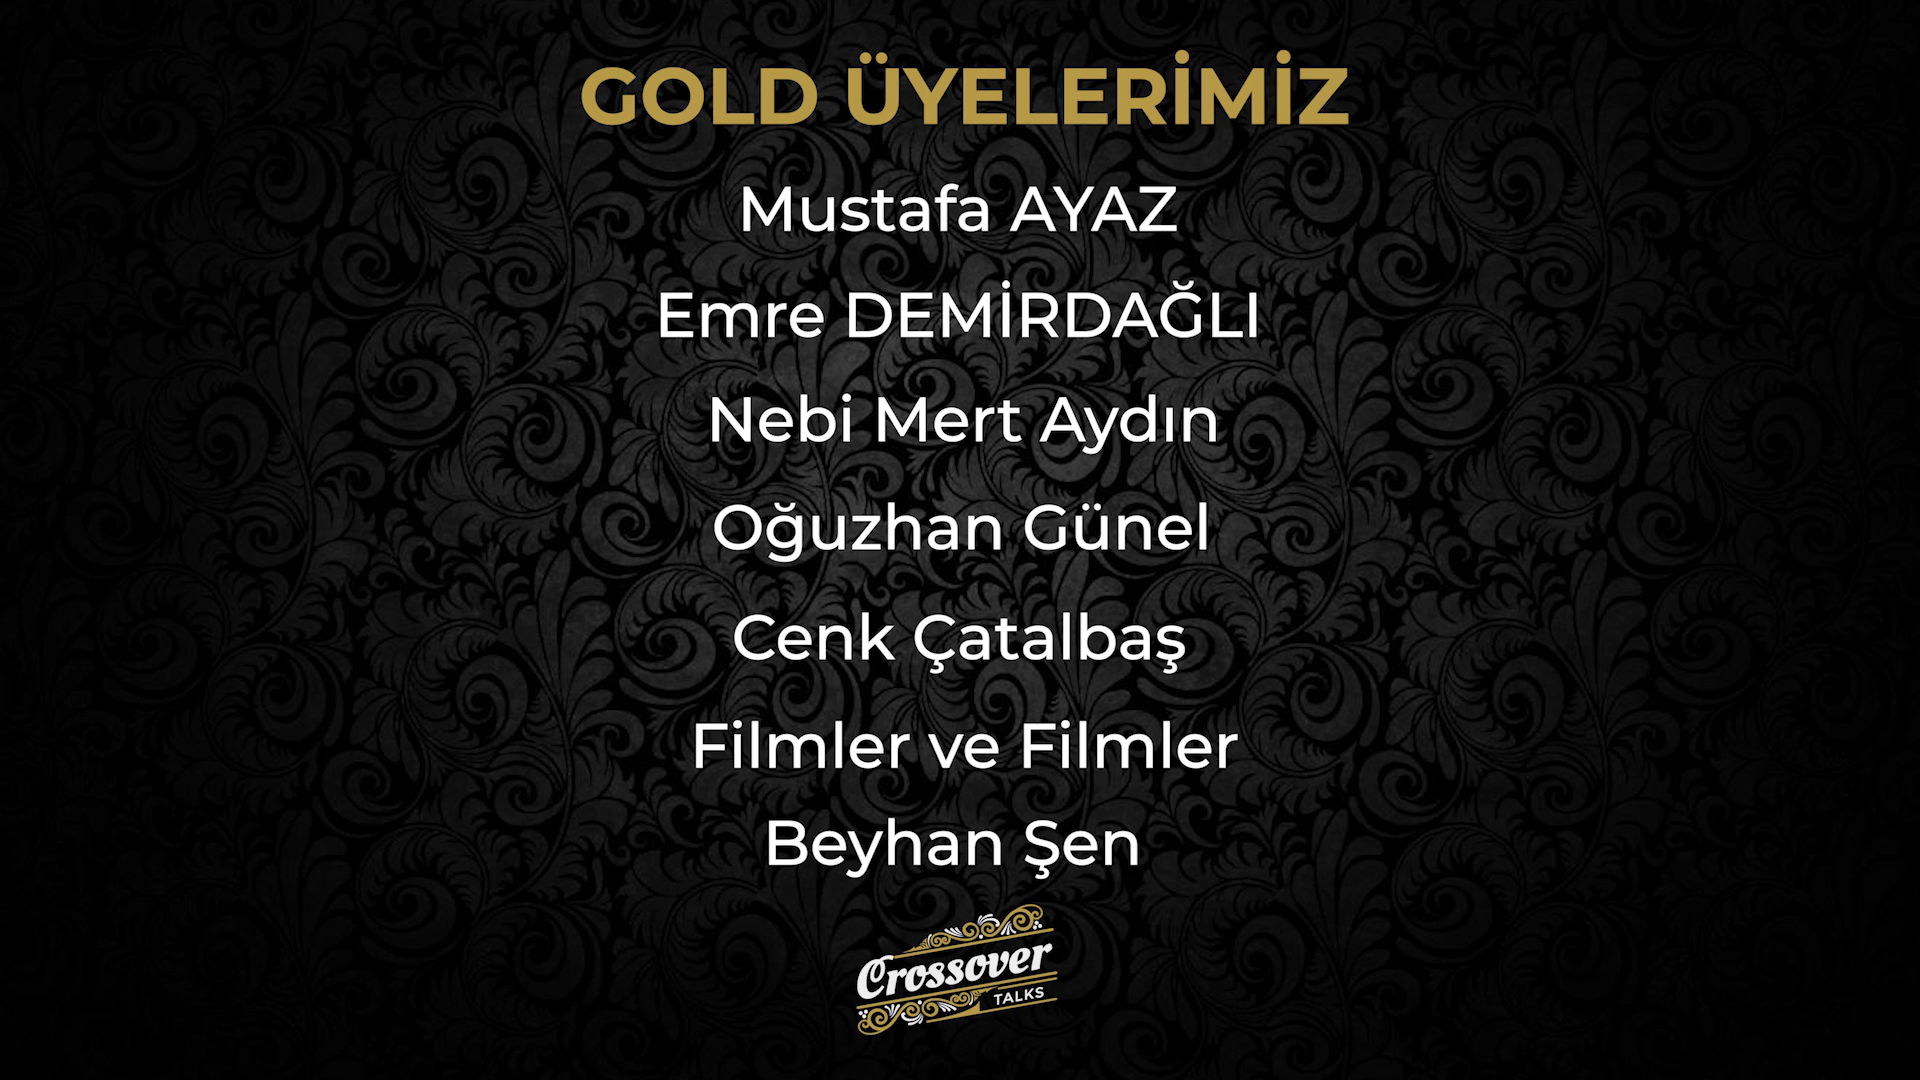 GOLD ÜYELERİMİZ
Mustafa AYAZ
Emre DEMİRDAĞLI
Nebi Mert Aydın
Oğuzhan Günel
Cenk Çatalbaş
Filmler ve Filmler
Beyhan Şen
Crossover
TALKS